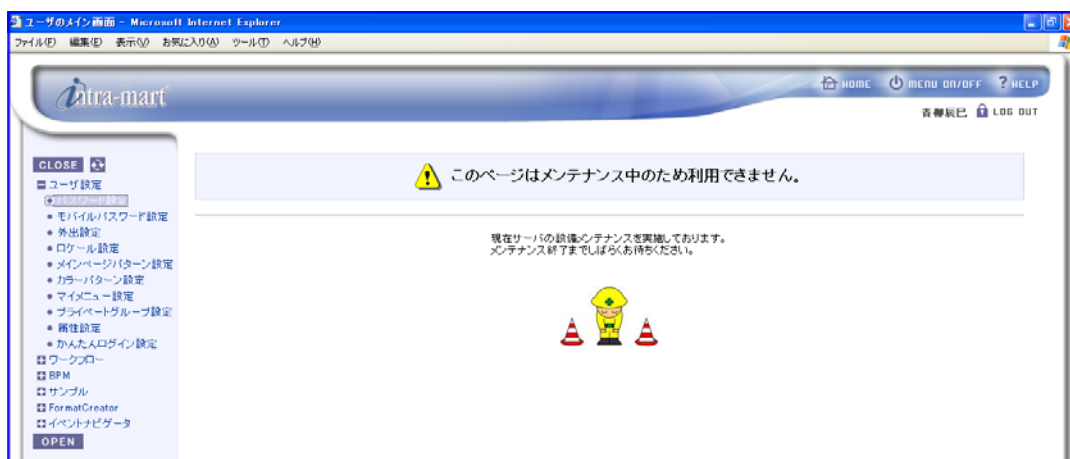 ユーザのメイン画面 - Microsoft Internet Explorer
ファイル(F) 編集(E) 表示(V) お気に入り(A) ツール(T) ヘルプ(H)
intra-mart
HOME MENU ON/OFF ? HELP
青柳辰巳 LOG OUT
CLOSE
このページはメンテナンス中のため利用できません。
ユーザ設定
パスワード設定
モバイルパスワード設定
外出設定
ロケール設定
メインページパターン設定
カラーパターン設定
マイメニュー設定
プライベートグループ設定
属性設定
かんたんログイン設定
ワークフロー
BPM
サンプル
FormatCreator
イベントナビゲータ
OPEN
現在サーバの設備メンテナンスを実施しております。
メンテナンス終了までしばらくお待ちください。